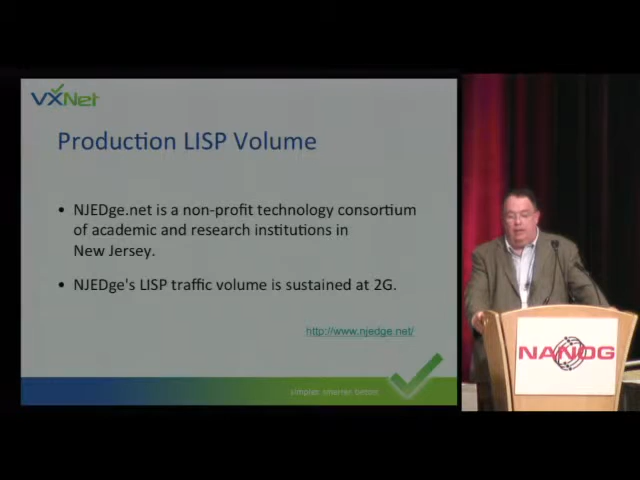 VXNet
Production LISP Volume
• NJEDge.net is a non-profit technology consortium
of academic and research institutions in
New Jersey.
• NJEDge's LISP traffic volume is sustained at 2G.
http://www.njedge.net/
simpler. smarter. better.
NANOG